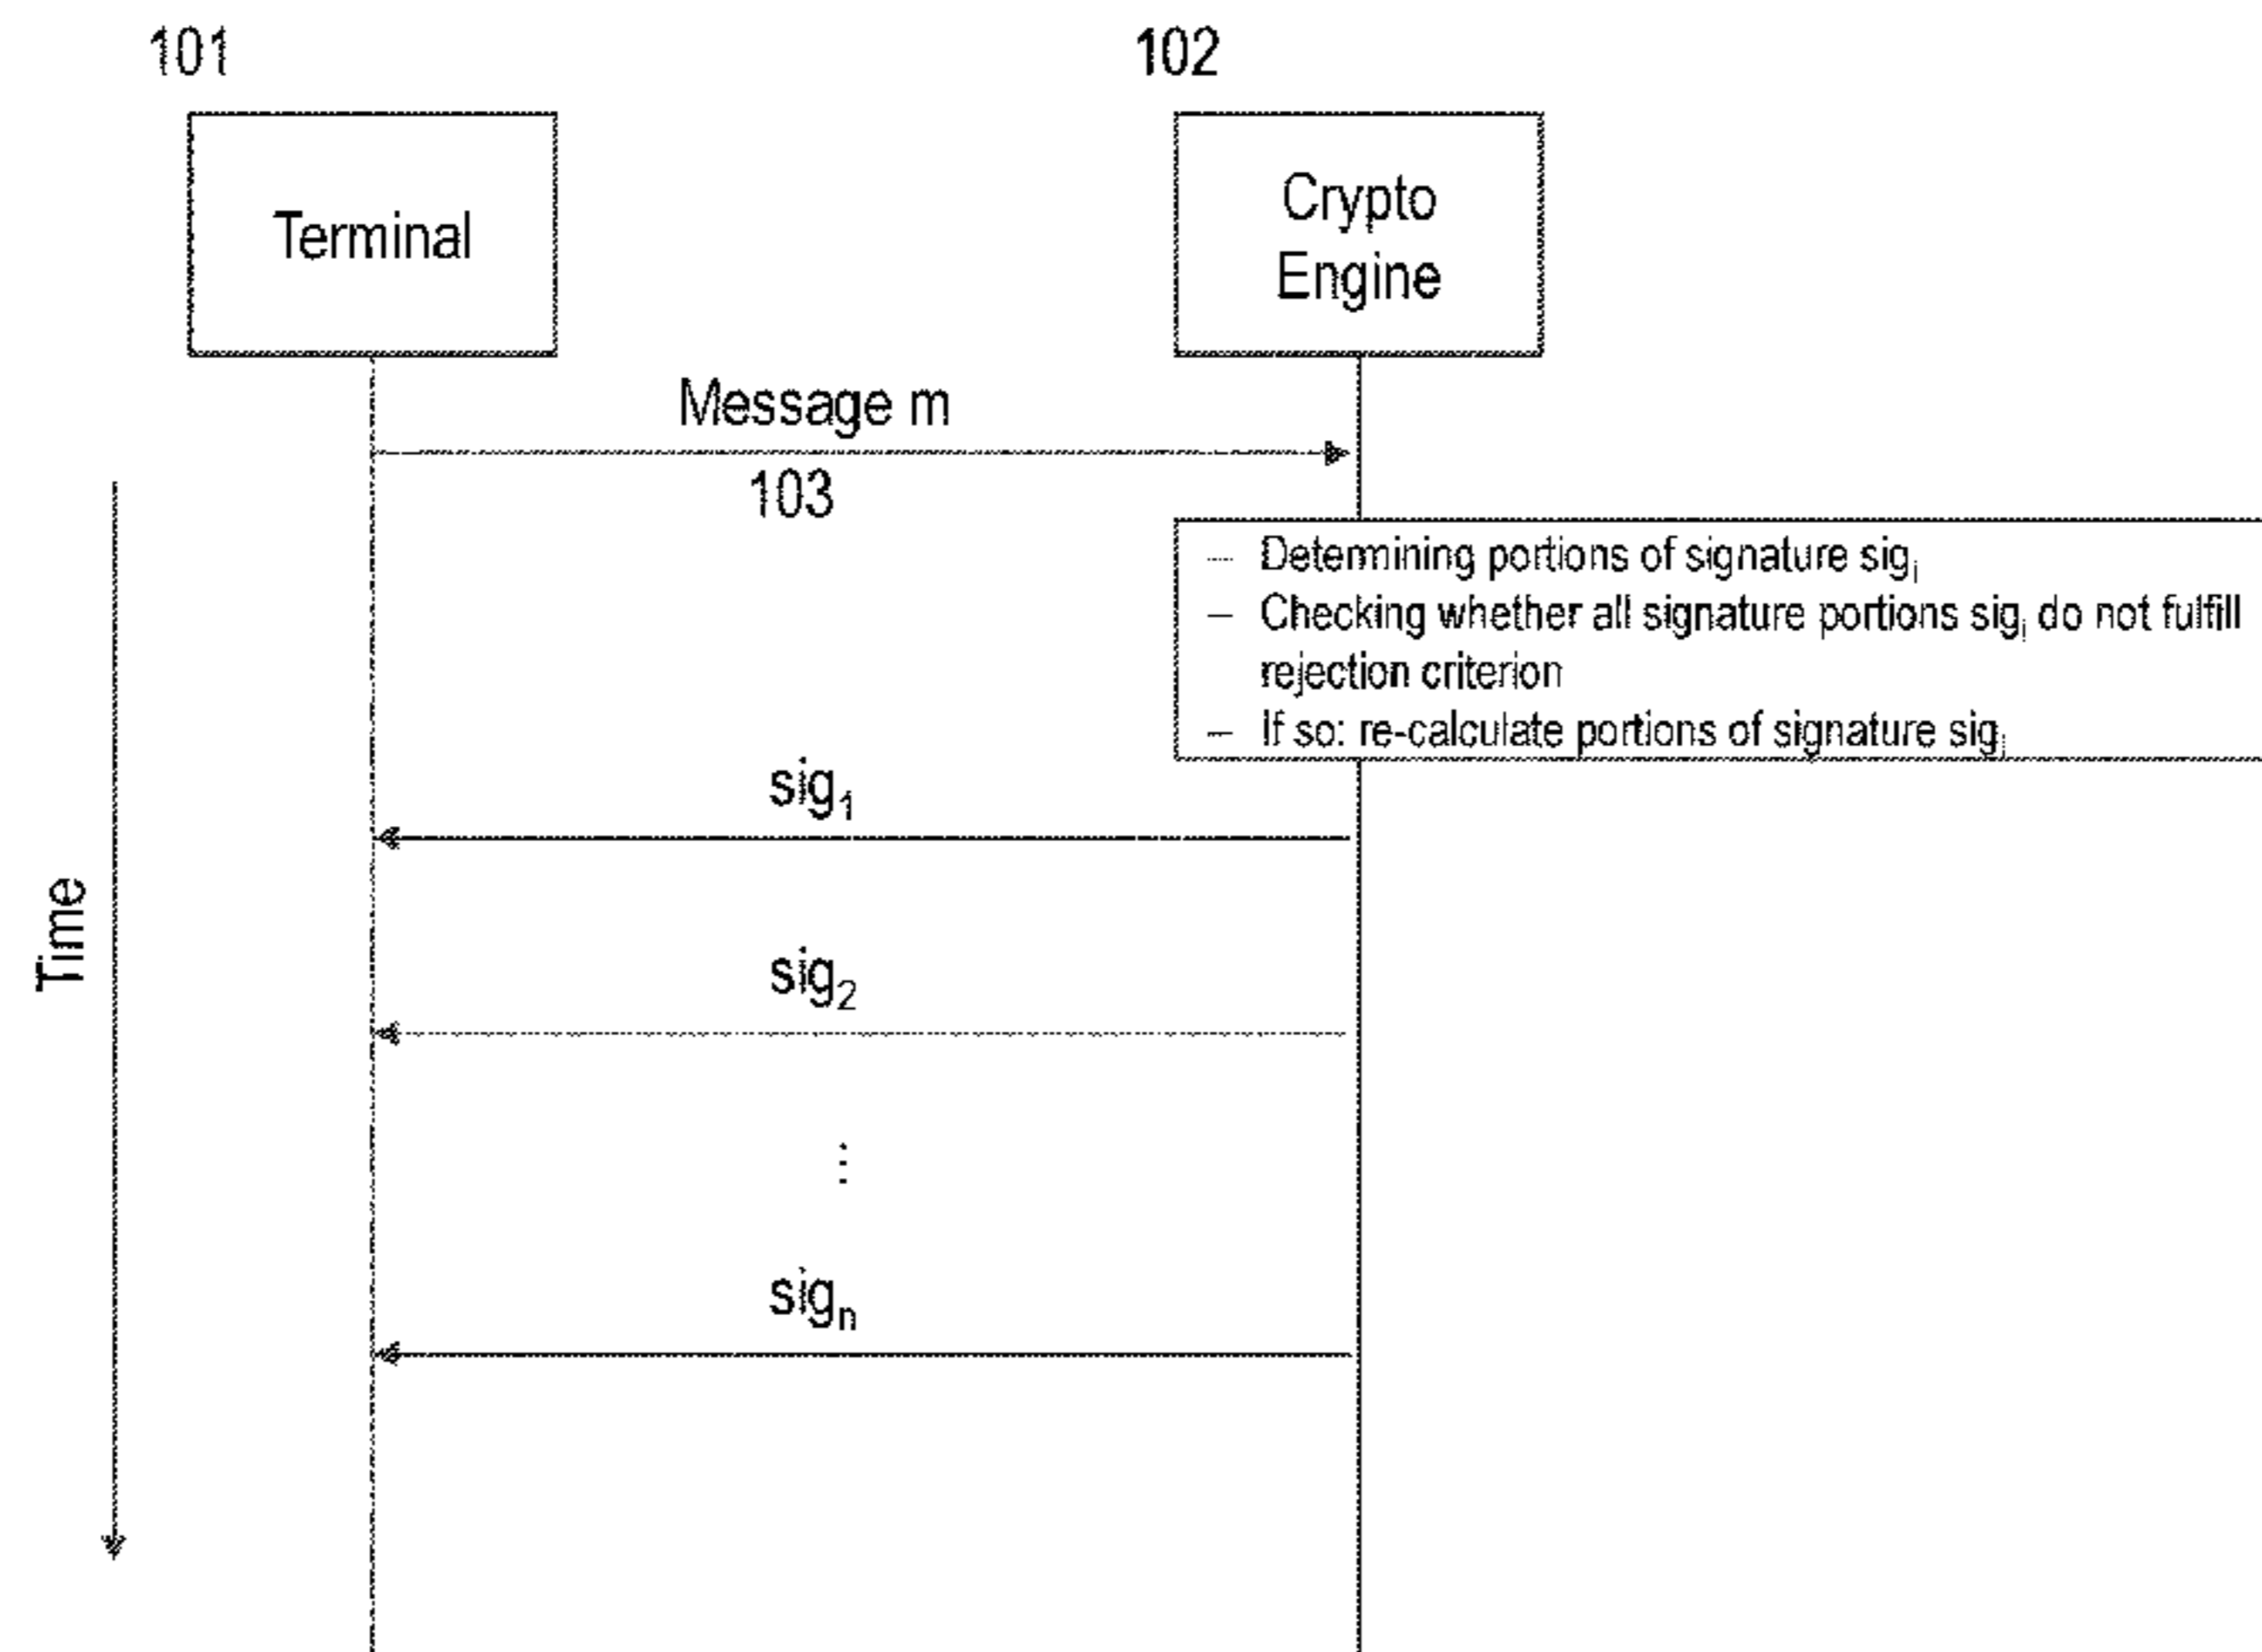 101
102
Terminal
Crypto
Engine
Message m
103
– Determining portions of signature sigᵢ
– Checking whether all signature portions sigᵢ do not fulfill
rejection criterion
– If so: re-calculate portions of signature sigᵢ
sig₁
Time
sig₂
⋮
sigₙ